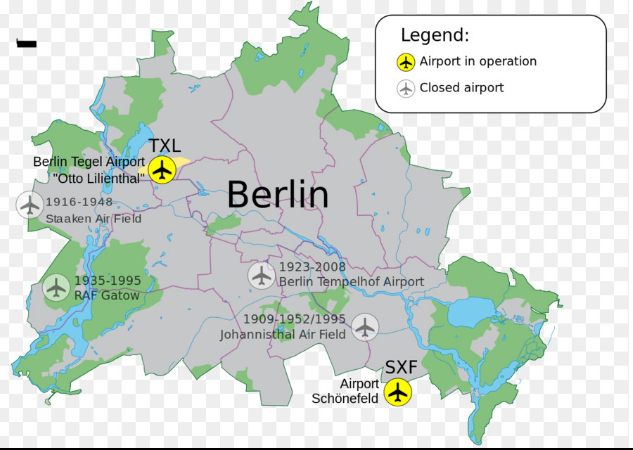 Legend:
Airport in operation
Closed airport
TXL
Berlin Tegel Airport
"Otto Lilienthal"
Berlin
1916-1948
Staaken Air Field
1935-1995
RAF Gatow
1923-2008
Berlin Tempelhof Airport
1909-1952/1995
Johannisthal Air Field
SXF
Airport
Schönefeld